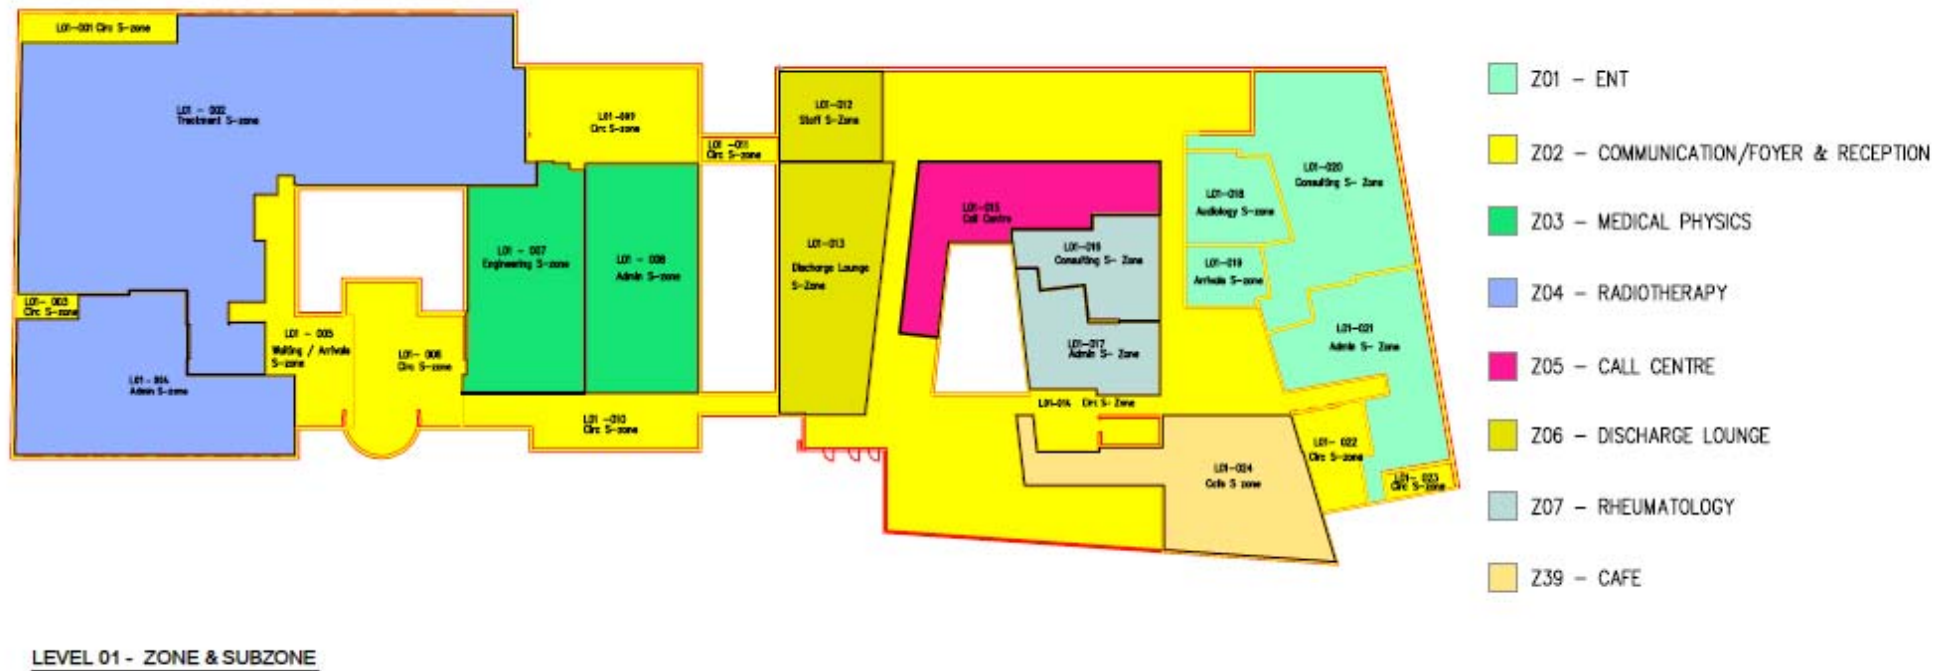 L01-001 Circ S-zone
L01 - 002
Treatment S-zone
L01-009
Circ S-zone
L01 -011
Circ S-zone
L01-012
Staff S-Zone
L01-013
Discharge Lounge
S-Zone
L01-015
Call Centre
L01-016
Consulting S- Zone
L01-017
Admin S- Zone
L01-014 Circ S- Zone
L01-018
Audiology S-zone
L01-019
Arrivals S-zone
L01-020
Consulting S- Zone
L01-021
Admin S- Zone
L01- 022
Circ S-zone
L01- 023
Circ S-zone
L01-024
Cafe S zone
L01- 003
Circ S-zone
L01-004
Admin S-zone
L01 - 005
Waiting / Arrivals
S-zone
L01- 006
Circ S-zone
L01 - 007
Engineering S-zone
L01 - 008
Admin S-zone
L01 -010
Circ S-zone
Z01 - ENT
Z02 - COMMUNICATION/FOYER & RECEPTION
Z03 - MEDICAL PHYSICS
Z04 - RADIOTHERAPY
Z05 - CALL CENTRE
Z06 - DISCHARGE LOUNGE
Z07 - RHEUMATOLOGY
Z39 - CAFE
LEVEL 01 - ZONE & SUBZONE